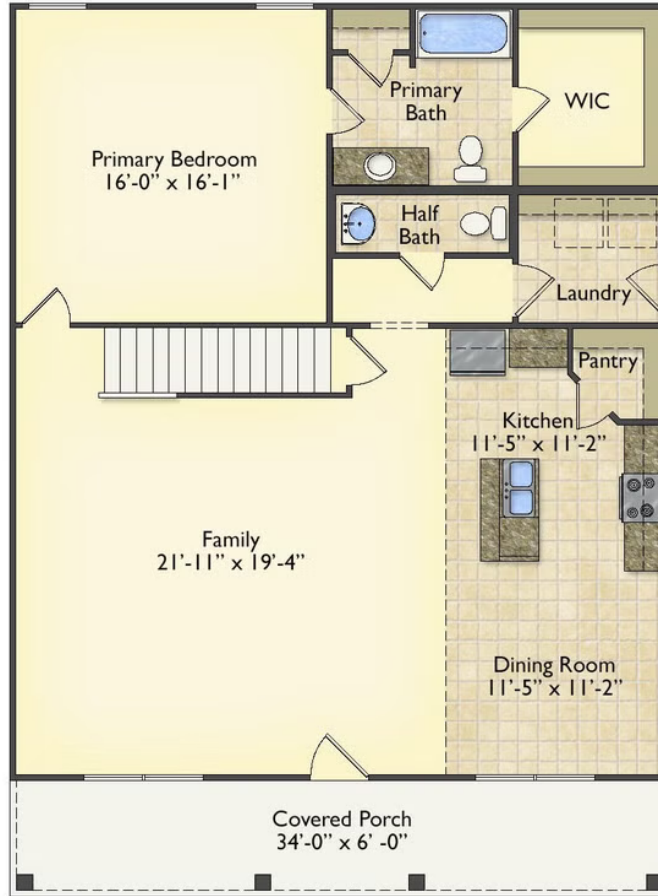 Primary
Bath
WIC
Primary Bedroom
16’-0” x 16’-1”
Half
Bath
Laundry
Pantry
Kitchen
11’-5” x 11’-2”
Family
21’-11” x 19’-4”
Dining Room
11’-5” x 11’-2”
Covered Porch
34’-0” x 6’ -0”